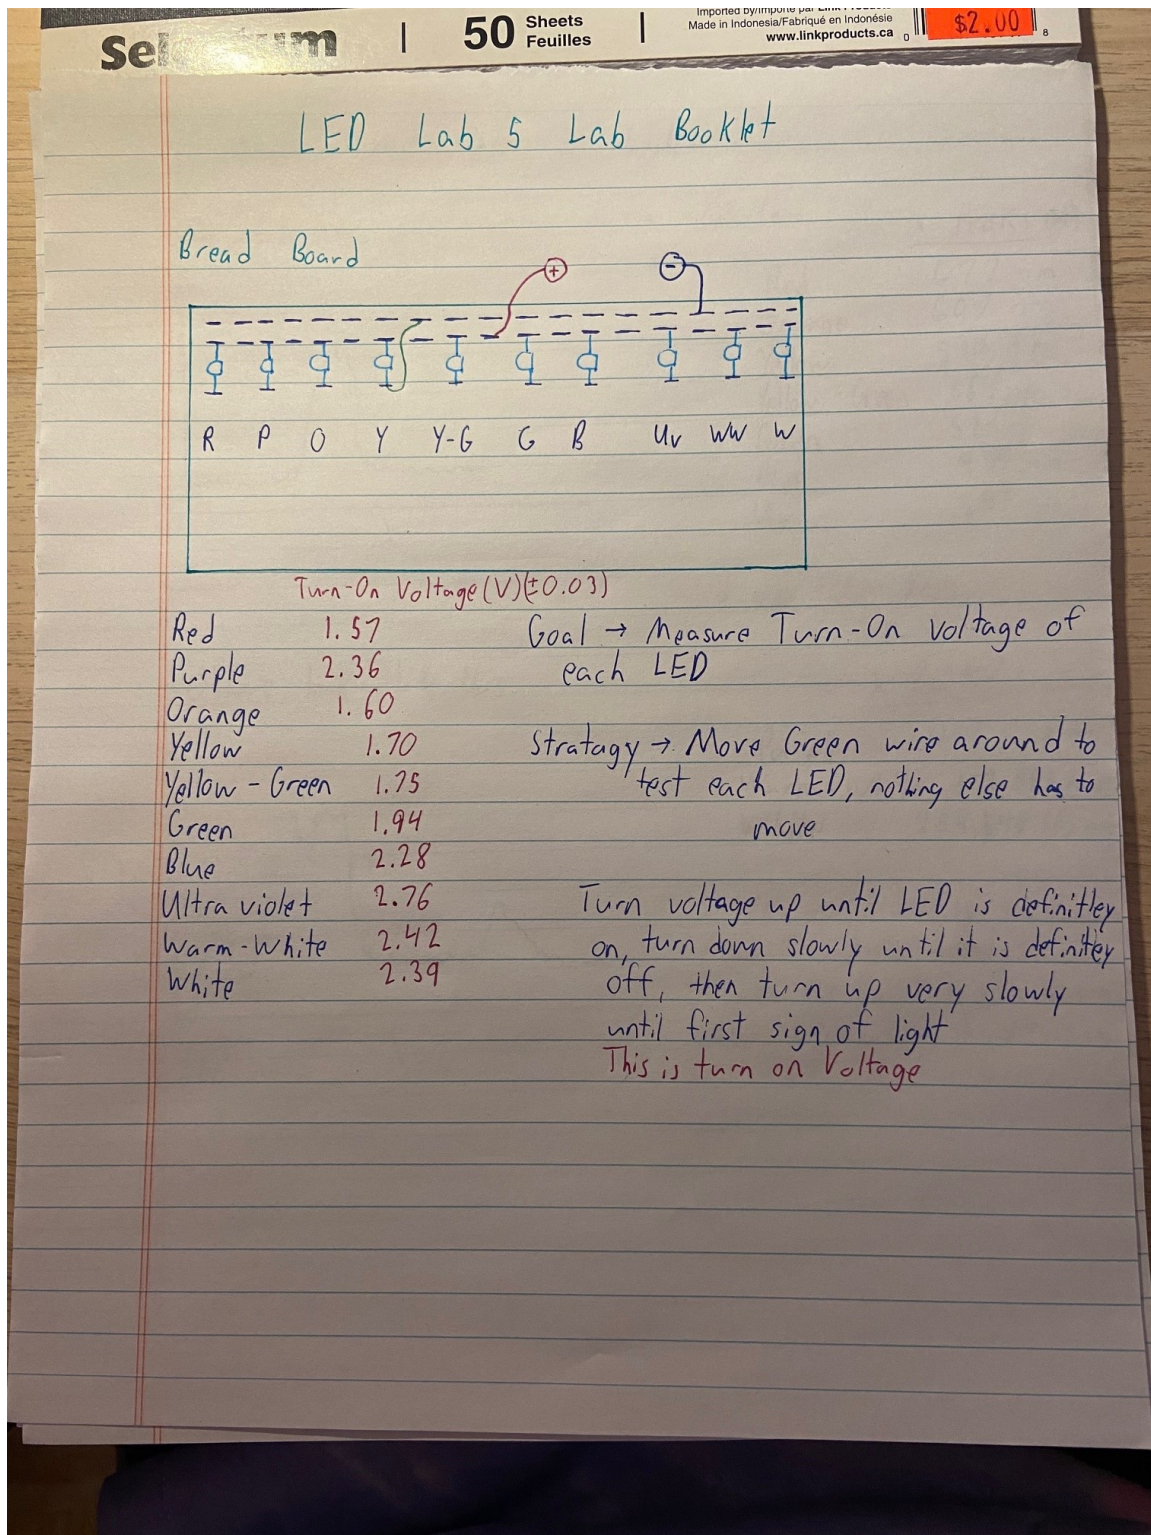 50 Sheets
Feuilles
Made in Indonesia/Fabriqué en Indonésie
www.linkproducts.ca
$2.00
0
8
LED Lab 5 Lab Booklet
Bread Board
+ -
R P O Y Y-G G B Uv WW W
Turn-On Voltage (V)(±0.03)
Red 1.57
Purple 2.36
Orange 1.60
Yellow 1.70
Yellow - Green 1.75
Green 1.94
Blue 2.28
Ultra violet 2.76
Warm-White 2.42
White 2.39
Goal → Measure Turn-On voltage of
each LED
Stratagy → Move Green wire around to
test each LED, nothing else has to
move
Turn voltage up until LED is definitley
on, turn down slowly until it is definitley
off, then turn up very slowly
until first sign of light
This is turn on Voltage